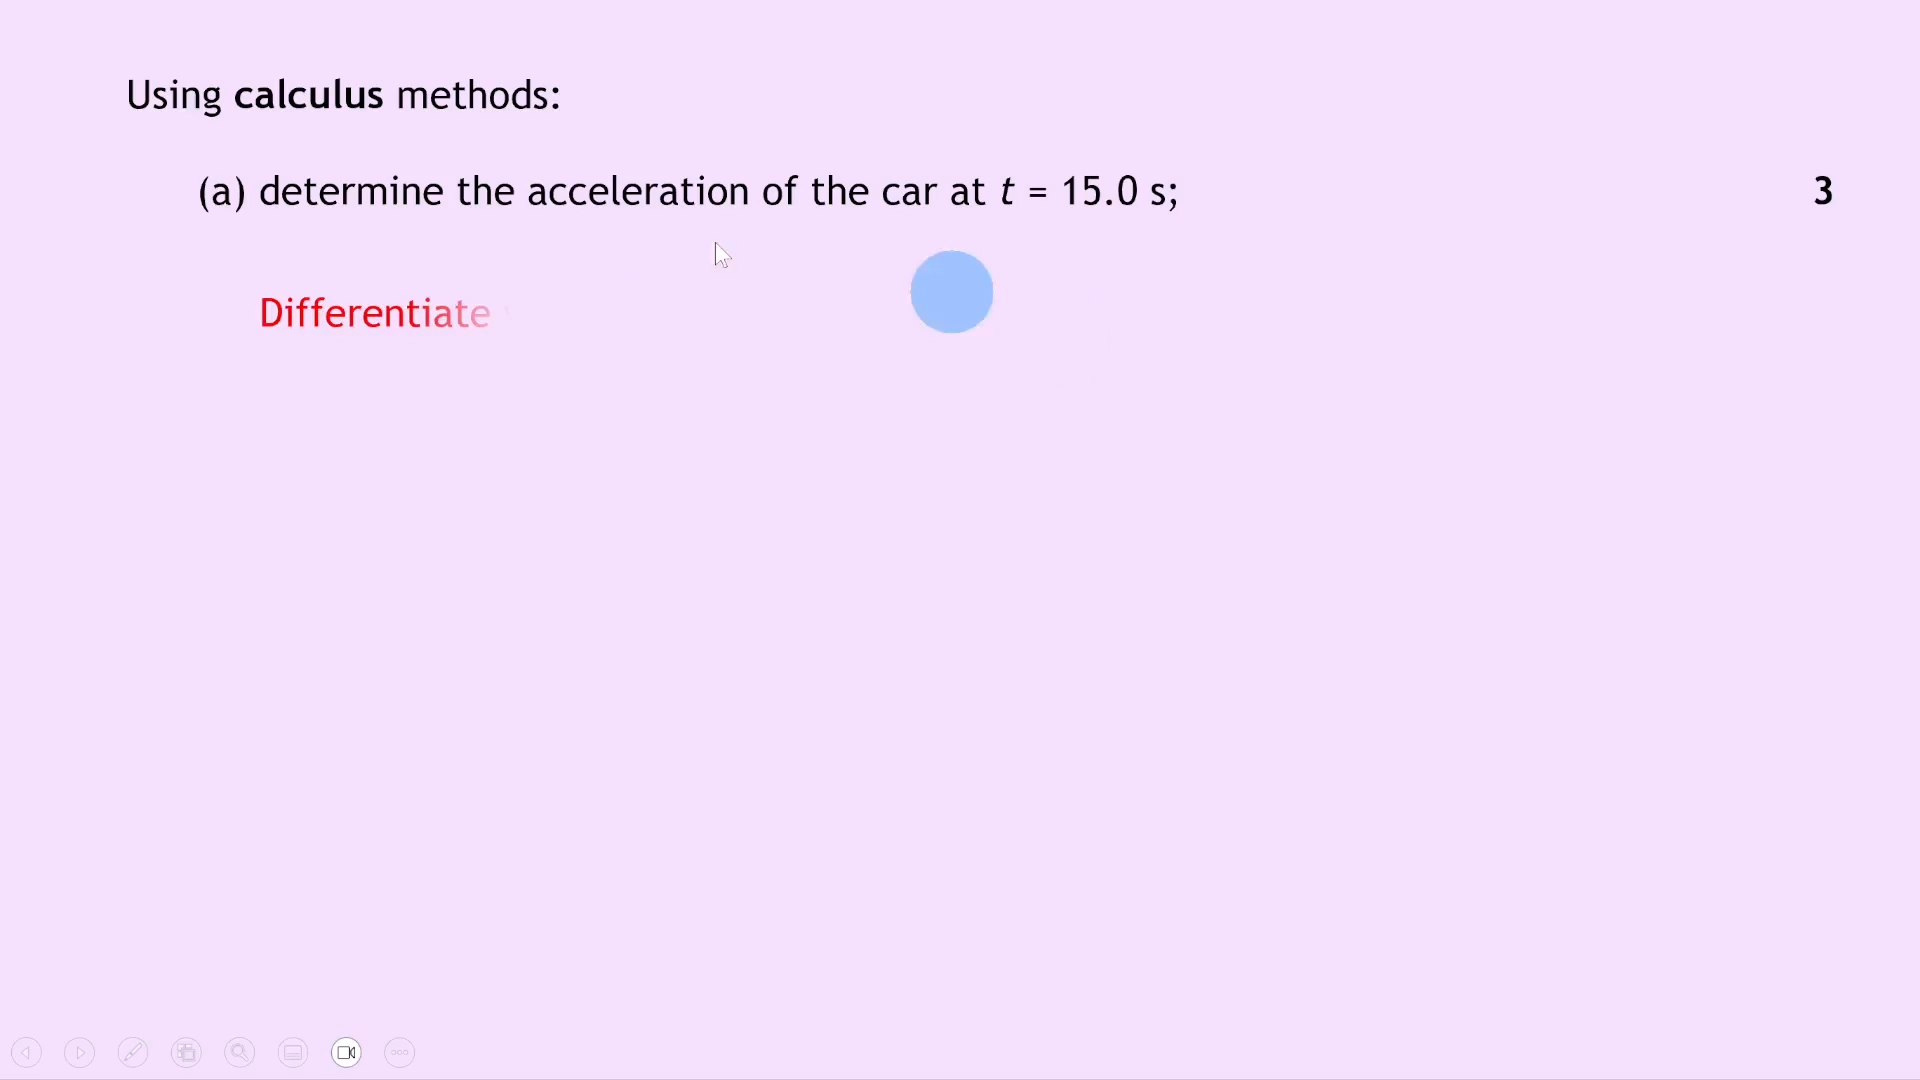 Using calculus methods:
(a) determine the acceleration of the car at t = 15.0 s; 3
Differentiate